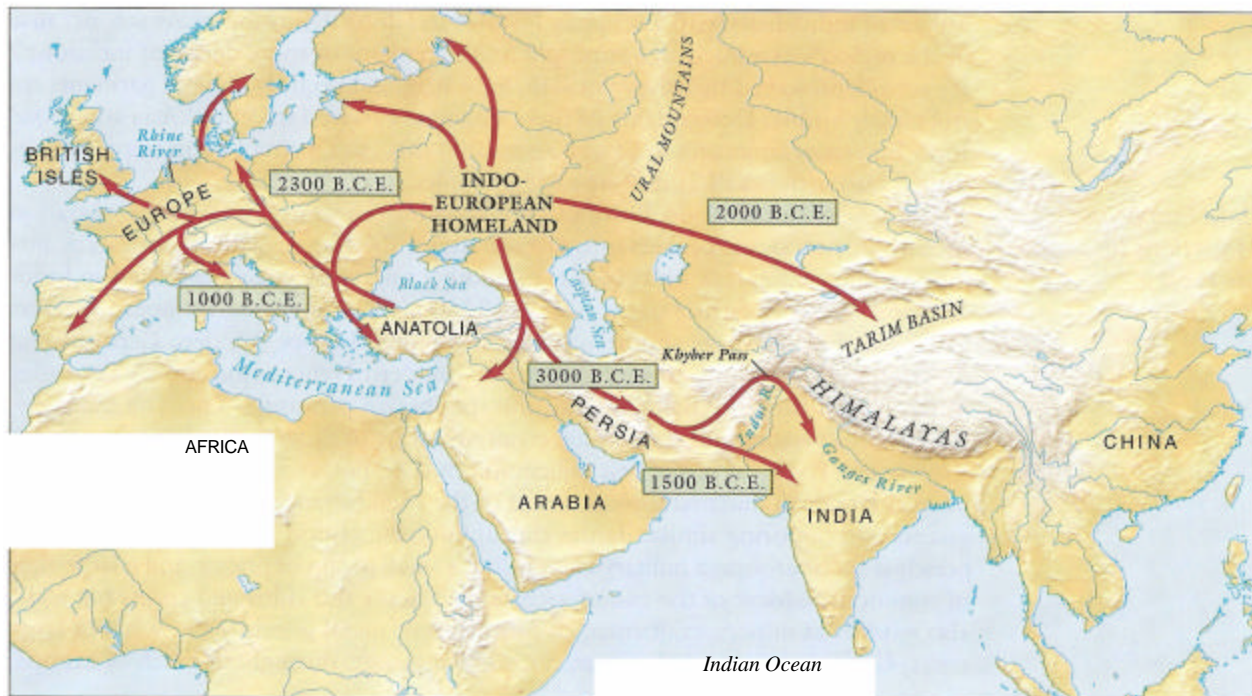 URAL MOUNTAINS
Rhine
River
BRITISH
ISLES
EUROPE
2300 B.C.E.
INDO-
EUROPEAN
HOMELAND
2000 B.C.E.
1000 B.C.E.
Black Sea
Caspian Sea
ANATOLIA
TARIM BASIN
Khyber Pass
Mediterranean Sea
3000 B.C.E.
HIMALAYAS
PERSIA
Indus R.
AFRICA
CHINA
Ganges River
1500 B.C.E.
ARABIA
INDIA
Indian Ocean